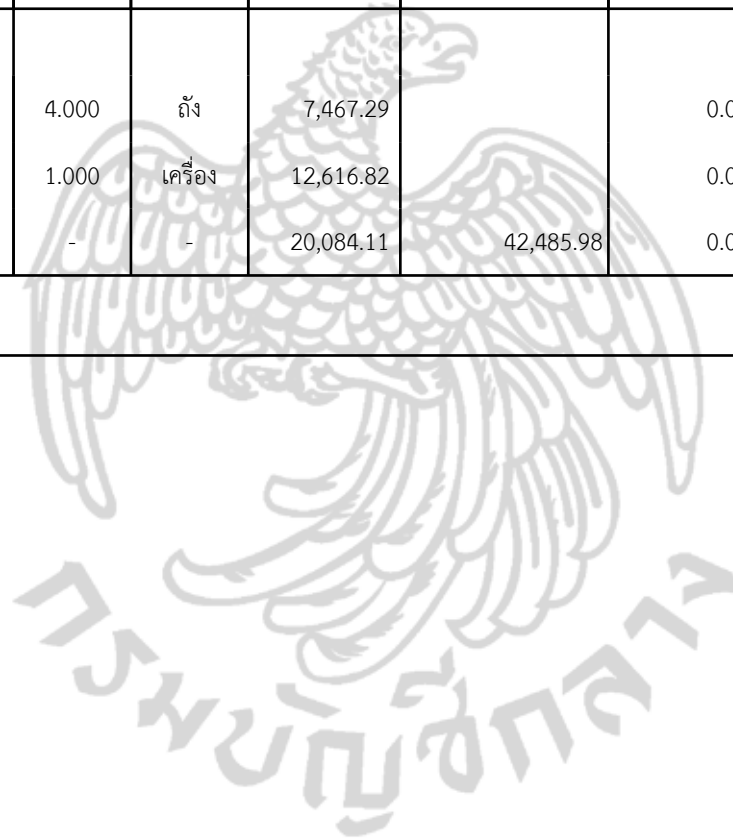 4.000 ถัง 7,467.29 0.0
1.000 เครื่อง 12,616.82 0.0
- - 20,084.11 42,485.98 0.0
กรมบัญชีกลาง